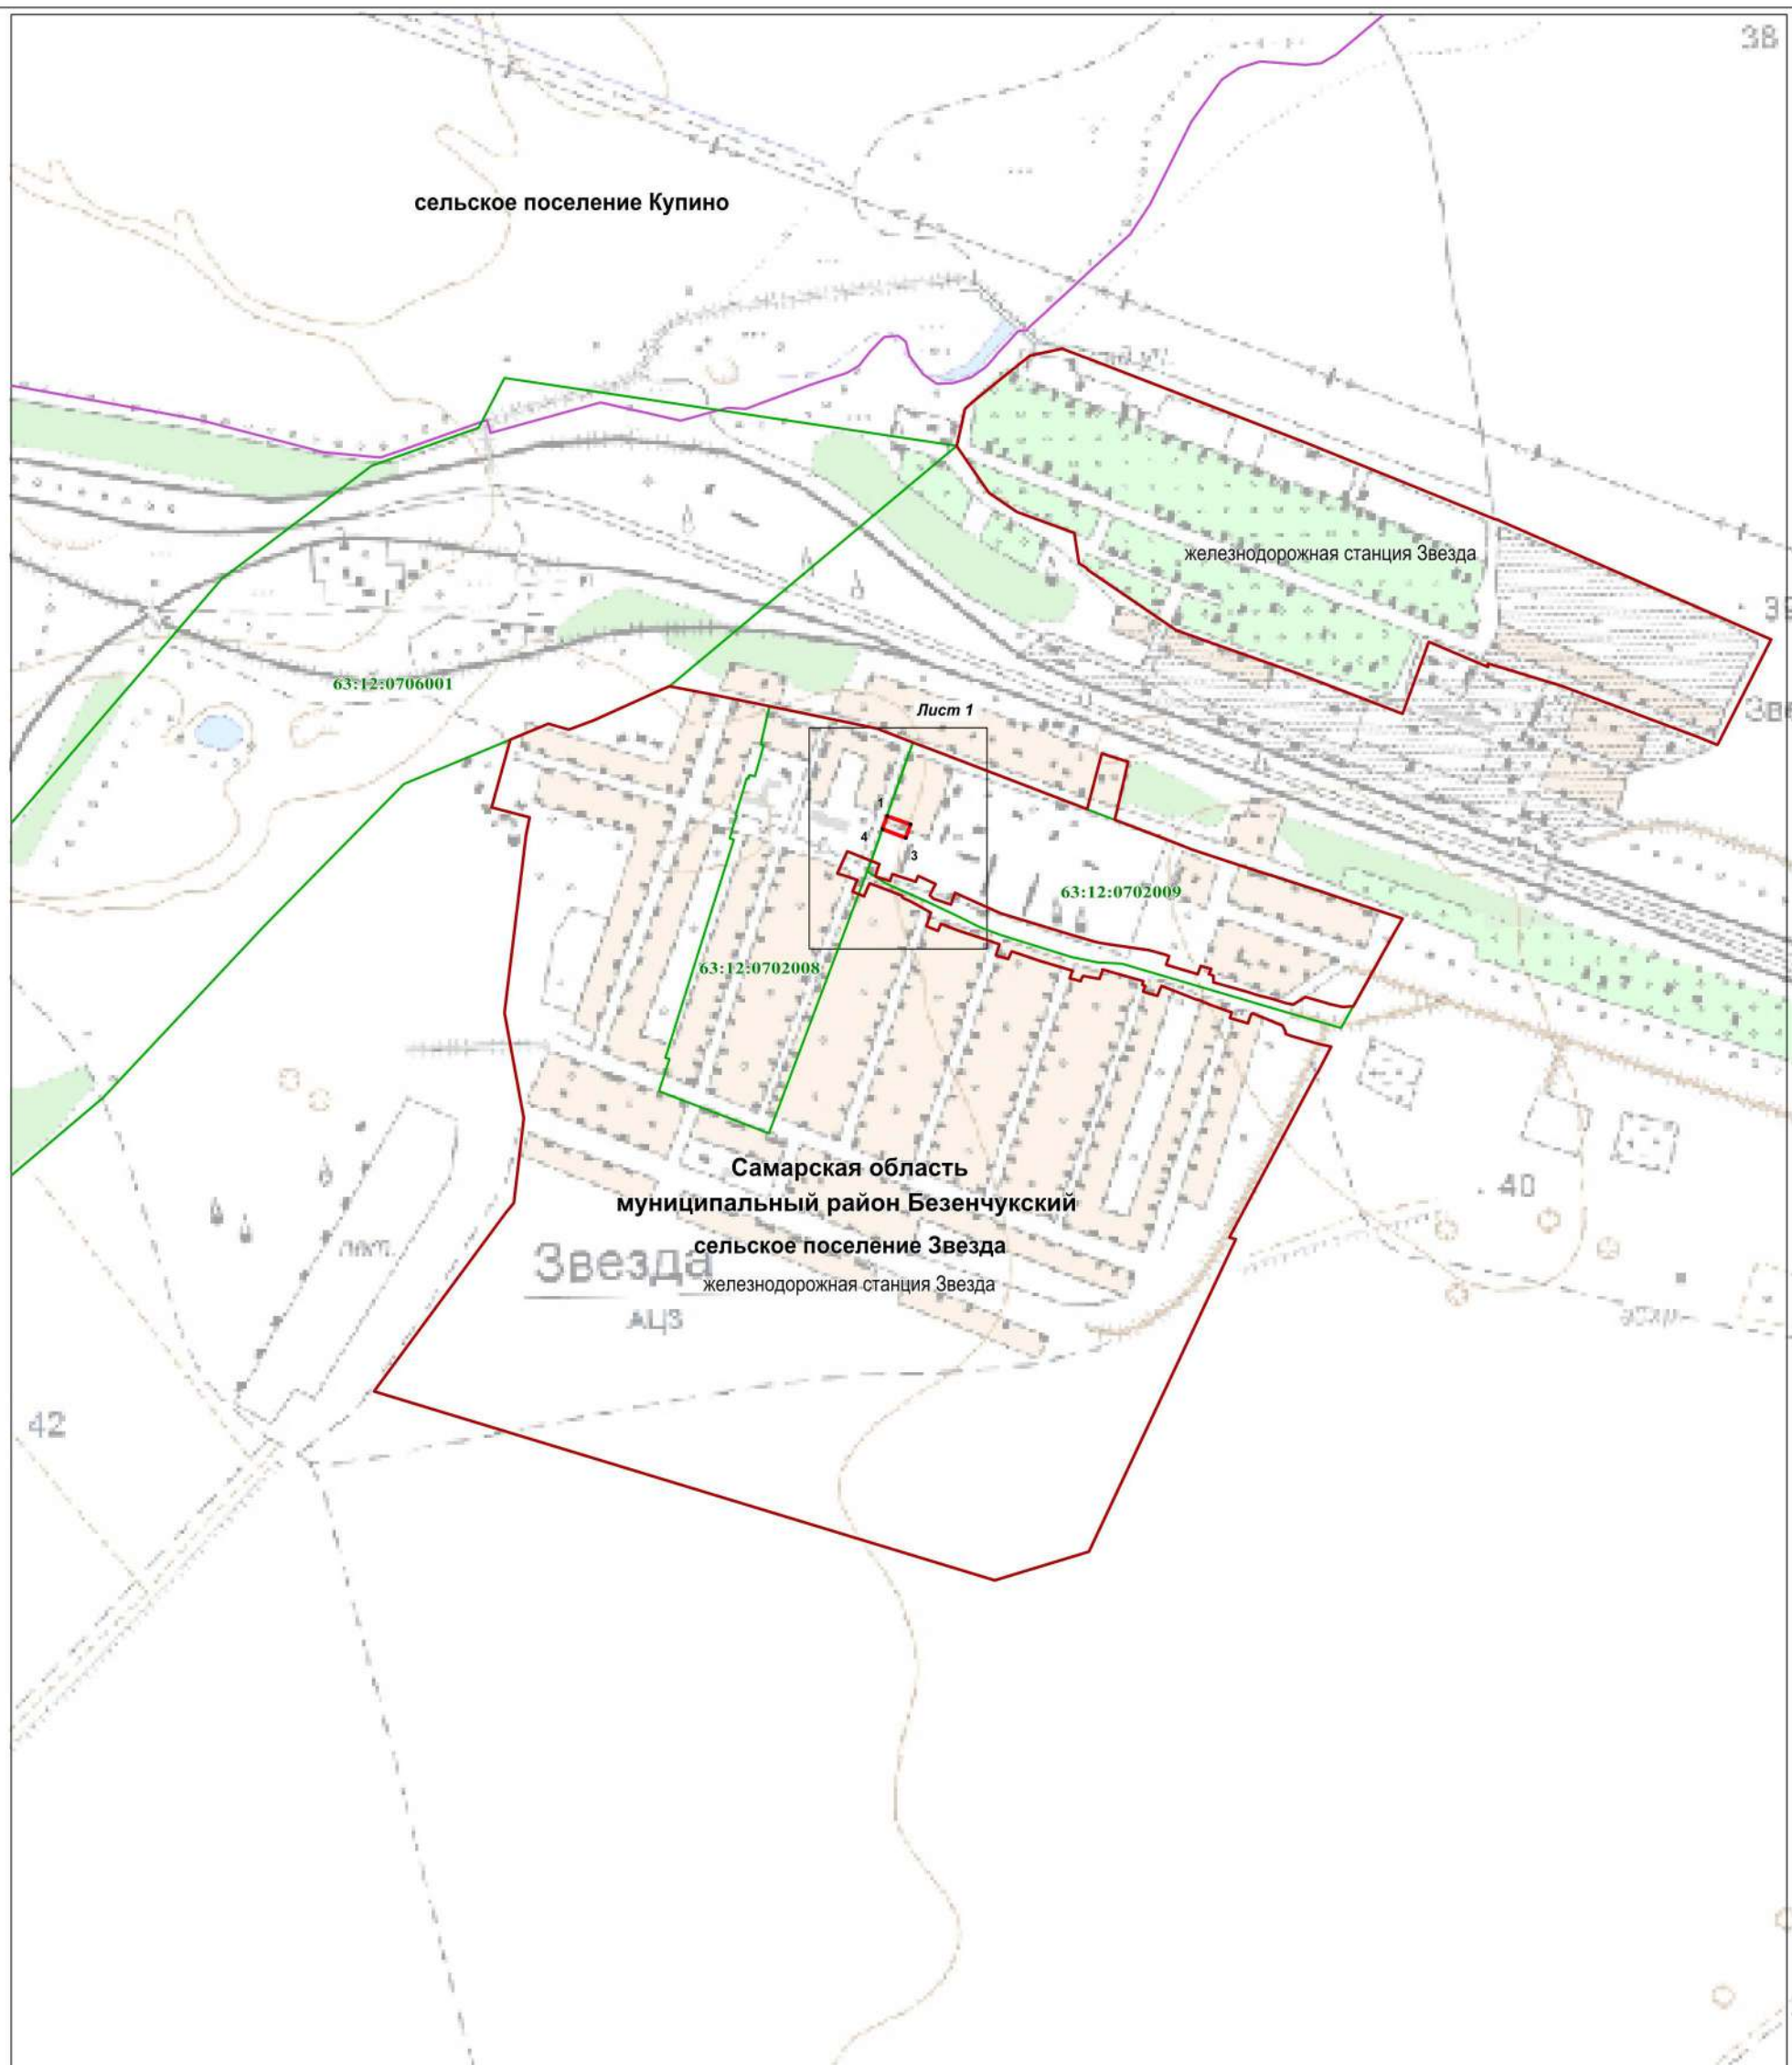 38
сельское поселение Купино
железнодорожная станция Звезда
63:12:0706001
Лист 1
1
4
3
63:12:0702009
63:12:0702008
Самарская область
муниципальный район Безенчукский
40
сельское поселение Звезда
Звезда
железнодорожная станция Звезда
АЦЗ
42